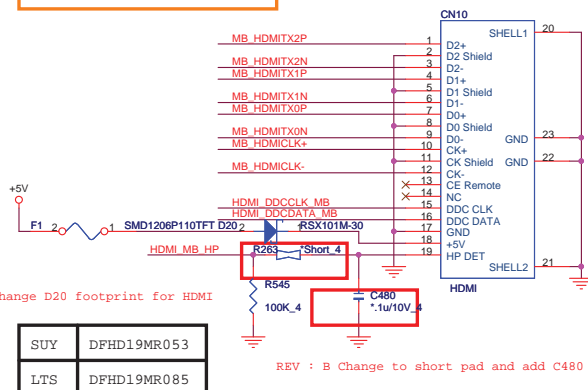 CN10
SHELL1 20
MB_HDMITX2P 1 D2+
2 D2 Shield
MB_HDMITX2N 3 D2-
MB_HDMITX1P 4 D1+
5 D1 Shield
MB_HDMITX1N 6 D1-
MB_HDMITX0P 7 D0+
8 D0 Shield
MB_HDMITX0N 9 D0- GND 23
MB_HDMICLK+ 10 CK+
11 CK Shield GND 22
MB_HDMICLK- 12 CK-
13 CE Remote
14 NC
HDMI_DDCCLK_MB 15 DDC CLK
HDMI_DDCDATA_MB 16 DDC DATA
17 GND
+5V
F1 2 1 SMD1206P110TFT D20 2 1 RSX101M-30 18 +5V
HDMI_MB_HP R263 *Short_4 19 HP DET
SHELL2 21
HDMI
R545
100K_4
C480
*.1u/10V_4
hange D20 footprint for HDMI
REV : B Change to short pad and add C480
SUY DFHD19MR053
LTS DFHD19MR085